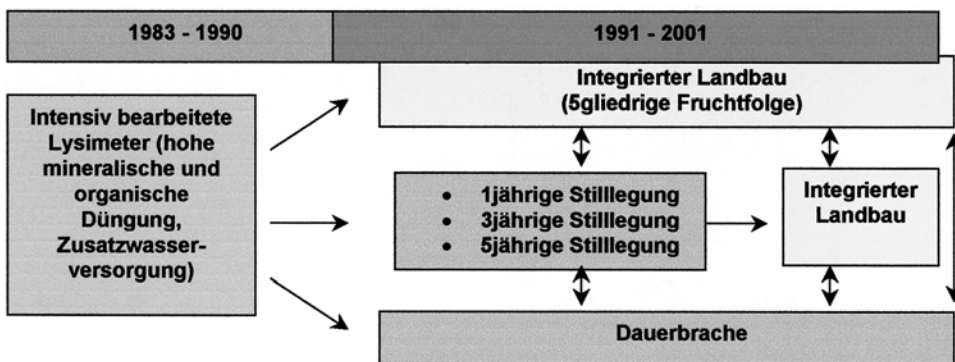 1983 - 1990
1991 - 2001
Integrierter Landbau
(5gliedrige Fruchtfolge)
Intensiv bearbeitete
Lysimeter (hohe
mineralische und
organische
Düngung,
Zusatzwasser-
versorgung)
• 1jährige Stilllegung
• 3jährige Stilllegung
• 5jährige Stilllegung
Integrierter
Landbau
Dauerbrache